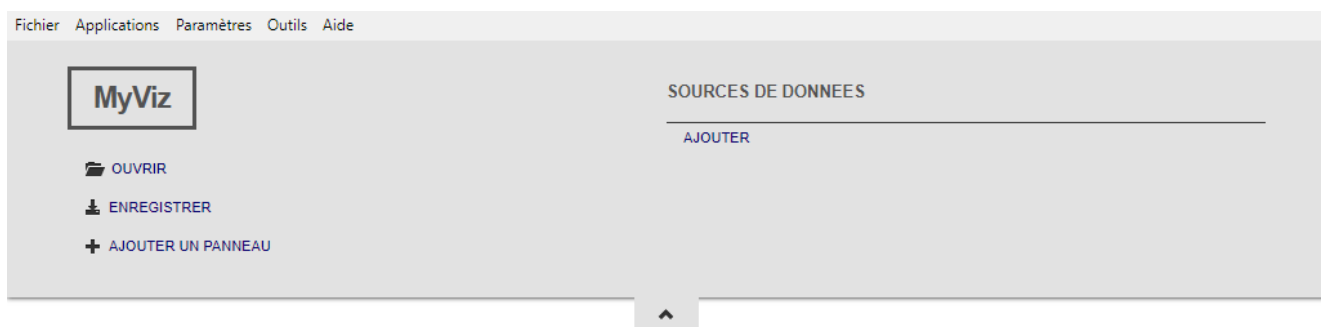 Fichier Applications Paramètres Outils Aide
MyViz
OUVRIR
ENREGISTRER
AJOUTER UN PANNEAU
SOURCES DE DONNEES
AJOUTER